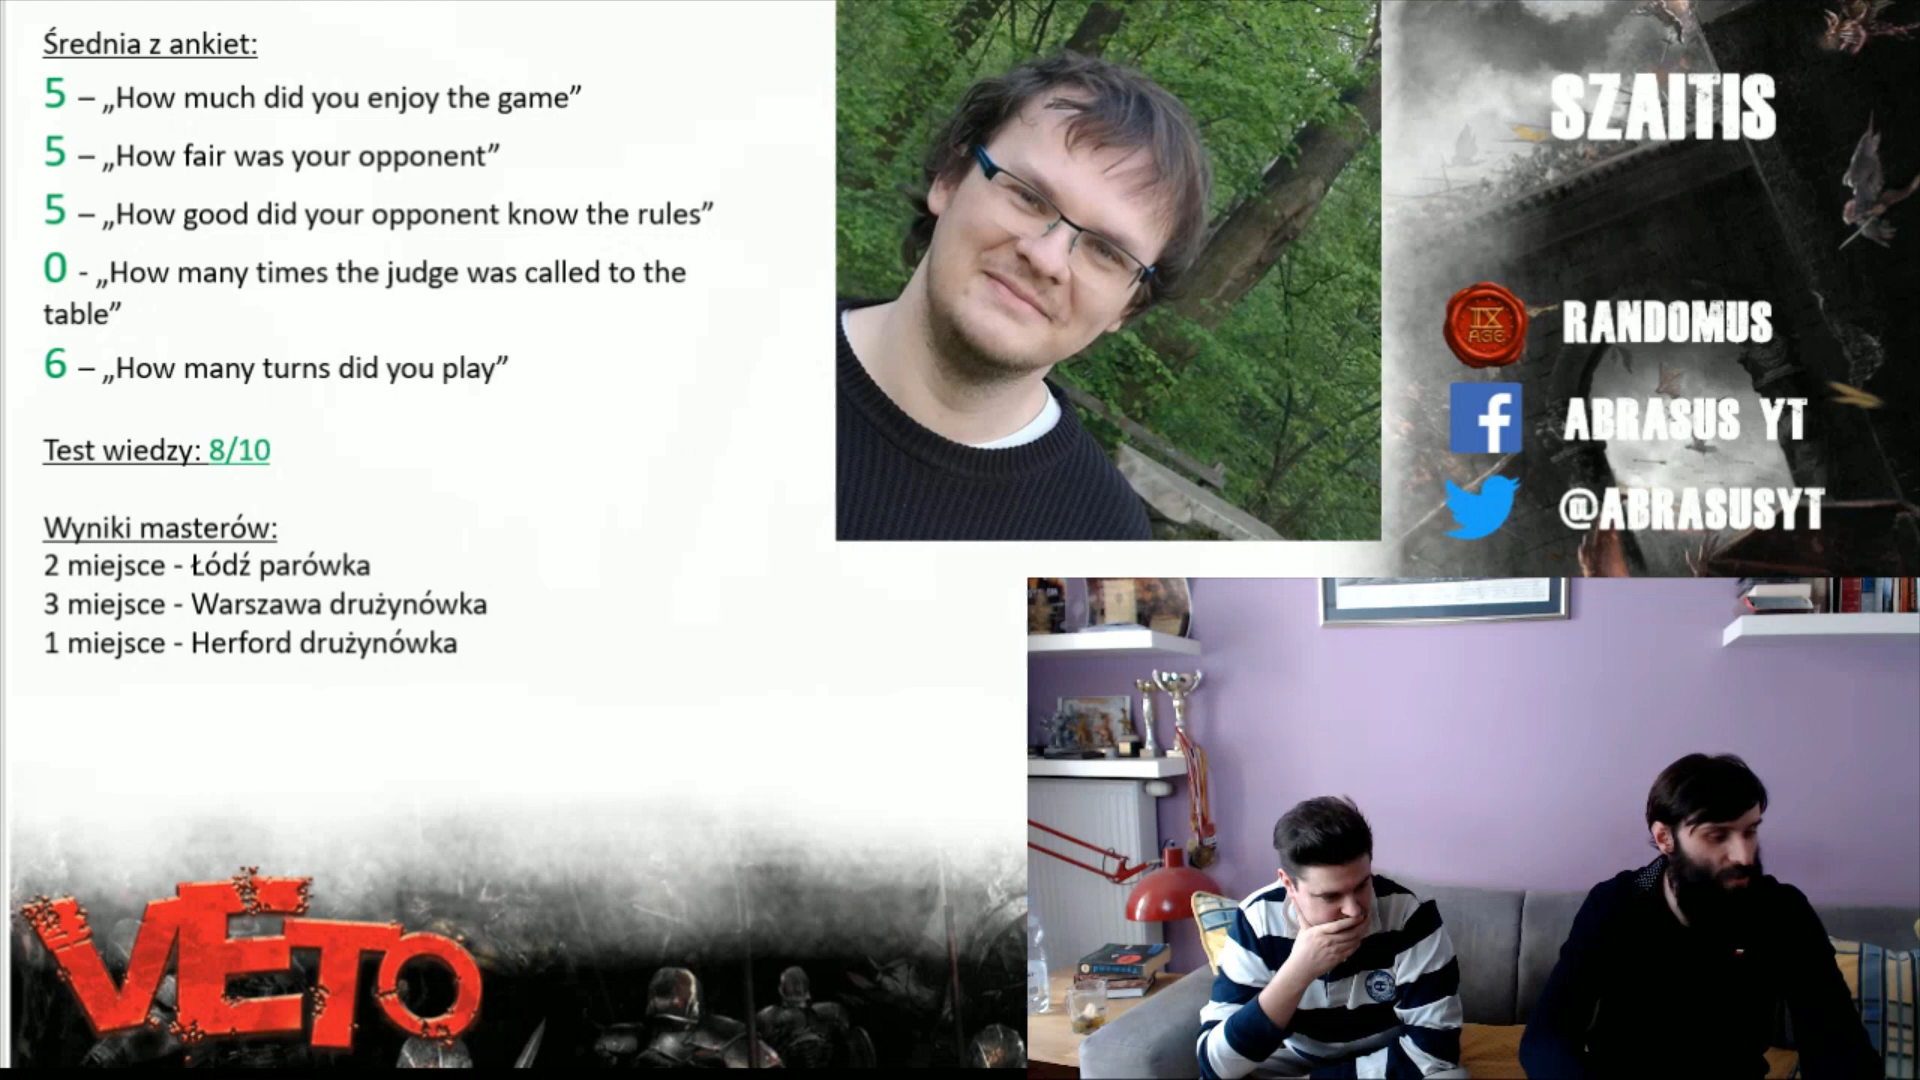 Średnia z ankiet:
5 – „How much did you enjoy the game”
5 – „How fair was your opponent”
5 – „How good did your opponent know the rules”
0 - „How many times the judge was called to the
table”
6 – „How many turns did you play”
Test wiedzy: 8/10
Wyniki masterów:
2 miejsce - Łódź parówka
3 miejsce - Warszawa drużynówka
1 miejsce - Herford drużynówka
VETO
SZAITIS
IX
AGE
RANDOMUS
f
ABRASUS YT
@ABRASUSYT